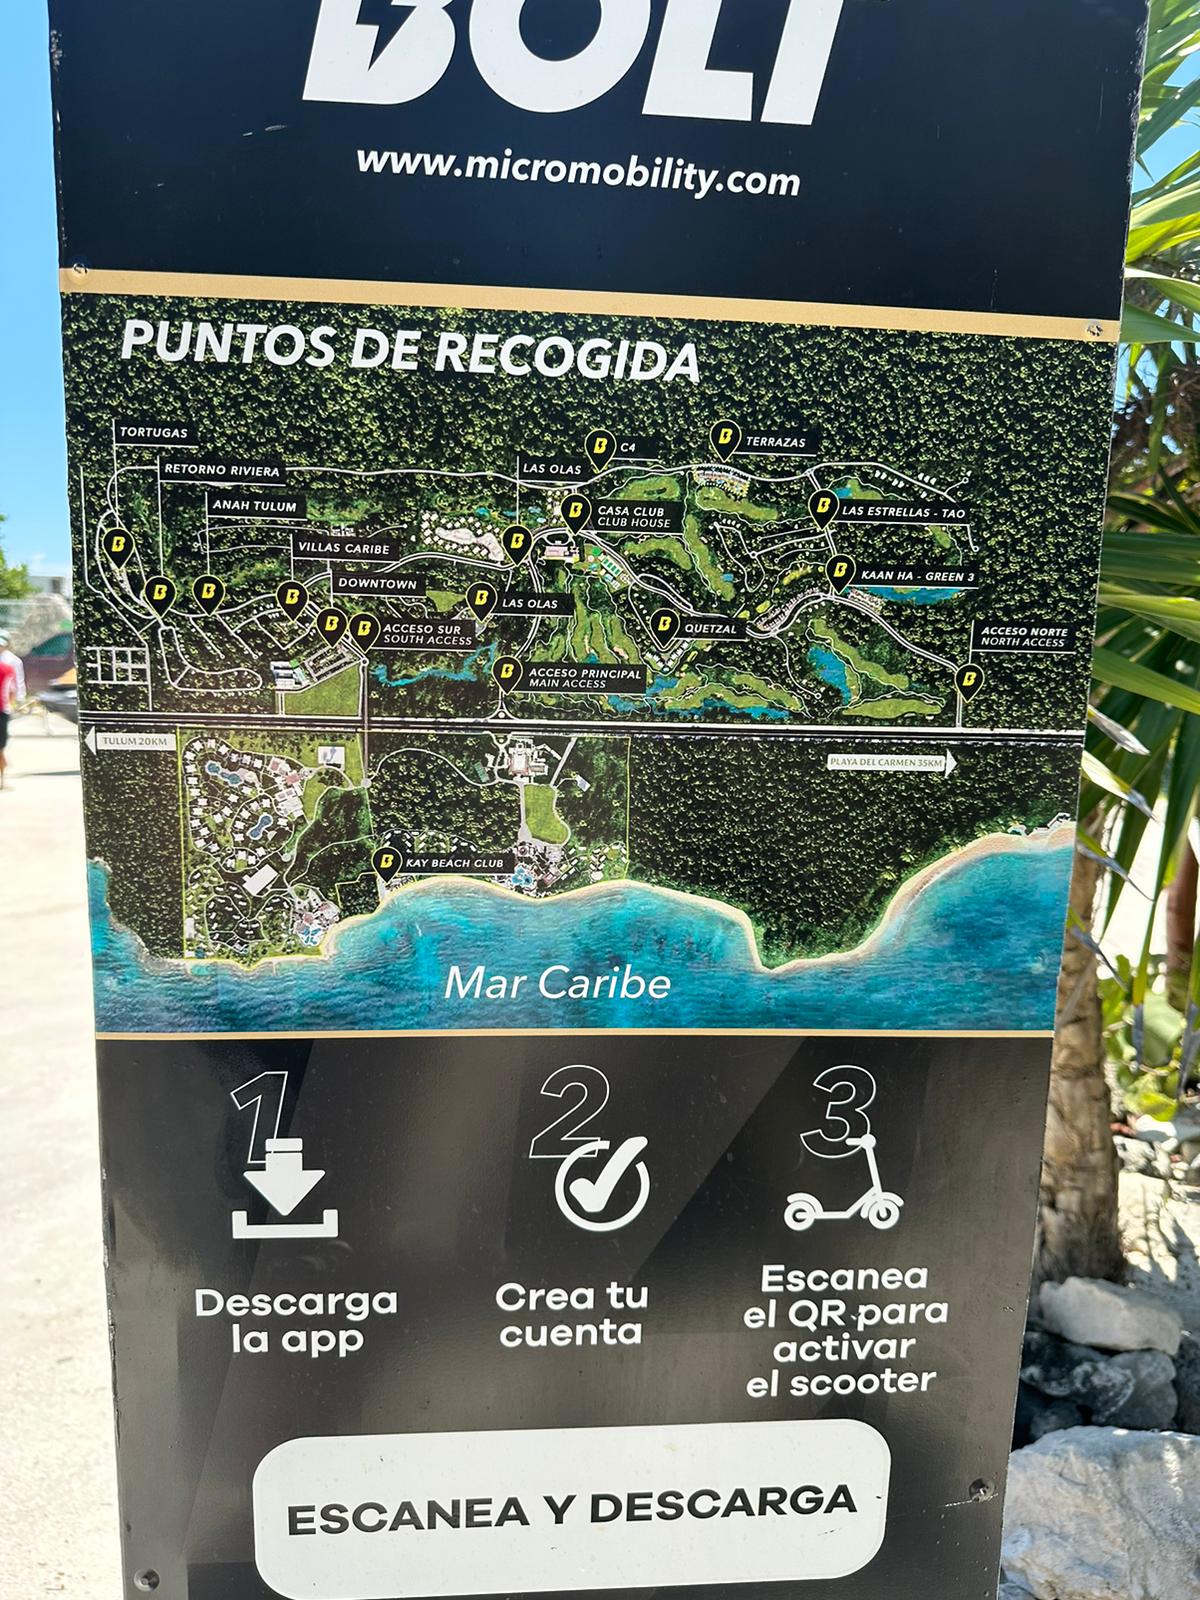 BOLT
www.micromobility.com
PUNTOS DE RECOGIDA
TORTUGAS
RETORNO RIVIERA
ANAH TULUM
VILLAS CARIBE
DOWNTOWN
ACCESO SUR
SOUTH ACCESS
LAS OLAS
C4
TERRAZAS
CASA CLUB
CLUB HOUSE
LAS ESTRELLAS - TAO
KAAN HA - GREEN 3
LAS OLAS
QUETZAL
ACCESO PRINCIPAL
MAIN ACCESS
ACCESO NORTE
NORTH ACCESS
TULUM 20KM
PLAYA DEL CARMEN 35KM
KAY BEACH CLUB
Mar Caribe
1
Descarga
la app
2
Crea tu
cuenta
3
Escanea
el QR para
activar
el scooter
ESCANEA Y DESCARGA